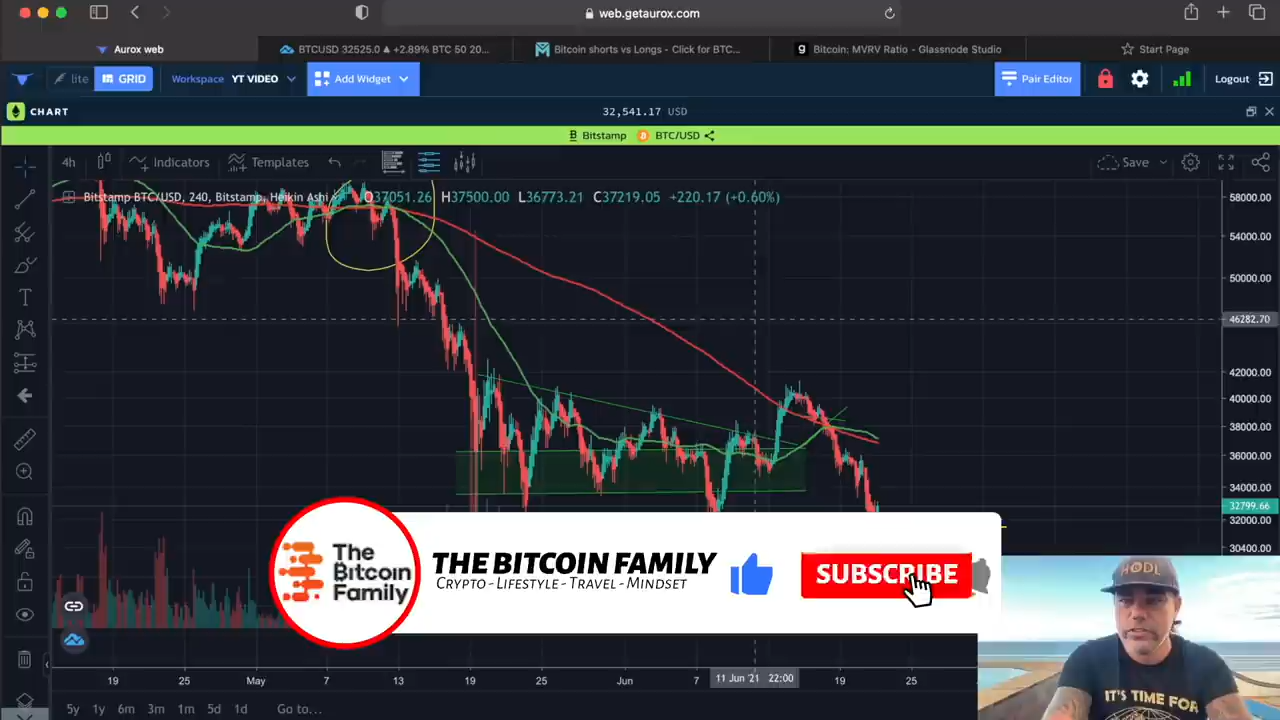 web.getaurox.com
Aurox web
BTCUSD 32525.0 ▲ +2.89% BTC 50 20...
Bitcoin shorts vs Longs - Click for BTC...
Bitcoin: MVRV Ratio - Glassnode Studio
Start Page
lite GRID Workspace YT VIDEO Add Widget Pair Editor Logout
CHART 32,541.17 USD
Bitstamp BTC/USD
4h Indicators Templates Save
Bitstamp BTC/USD, 240, Bitstamp, Heikin Ashi O37051.26 H37500.00 L36773.21 C37219.05 +220.17 (+0.60%)
58000.00
54000.00
50000.00
46282.70
42000.00
40000.00
38000.00
36000.00
34000.00
32799.66
32000.00
30400.00
The Bitcoin Family
THE BITCOIN FAMILY
CRYPTO-LIFESTYLE-TRAVEL-MINDSET
SUBSCRIBE
HODL
IT'S TIME FOR
19 25 May 7 13 19 25 Jun 7 11 Jun '21 22:00 19 25
5y 1y 6m 3m 1m 5d 1d Go to...